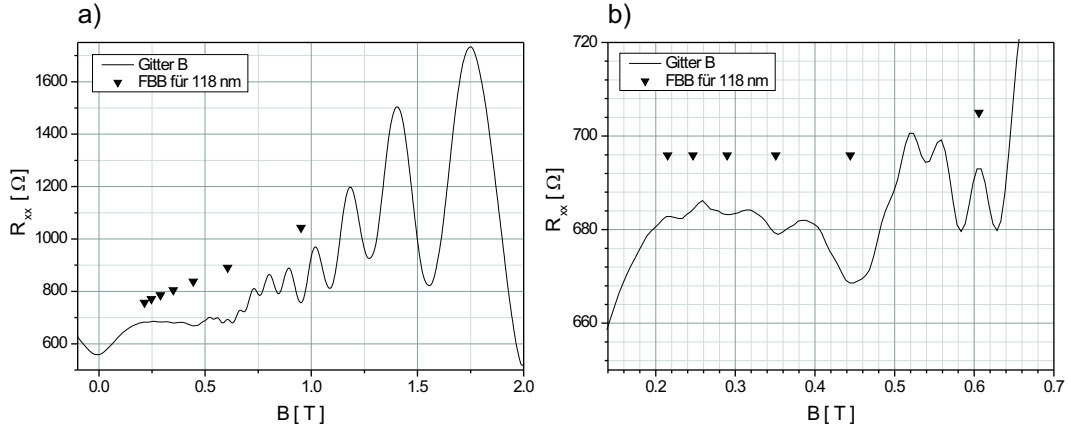 a)
Gitter B
FBB für 118 nm
1600
1400
1200
1000
800
600
Rxx [ Ω ]
0.0 0.5 1.0 1.5 2.0
B [ T ]
b)
Gitter B
FBB für 118 nm
720
700
680
660
Rxx [ Ω ]
0.2 0.3 0.4 0.5 0.6 0.7
B [ T ]